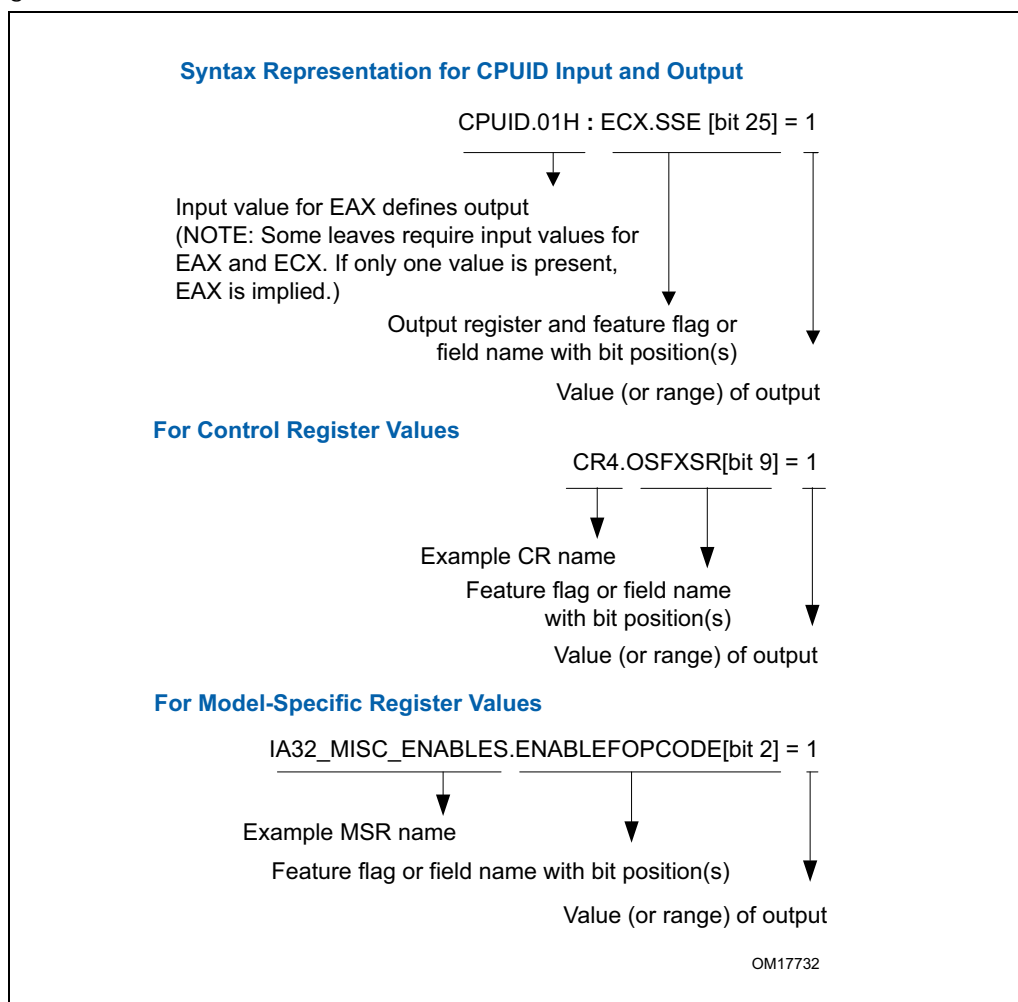 Syntax Representation for CPUID Input and Output
CPUID.01H : ECX.SSE [bit 25] = 1
Input value for EAX defines output
(NOTE: Some leaves require input values for
EAX and ECX. If only one value is present,
EAX is implied.)
Output register and feature flag or
field name with bit position(s)
Value (or range) of output
For Control Register Values
CR4.OSFXSR[bit 9] = 1
Example CR name
Feature flag or field name
with bit position(s)
Value (or range) of output
For Model-Specific Register Values
IA32_MISC_ENABLES.ENABLEFOPCODE[bit 2] = 1
Example MSR name
Feature flag or field name with bit position(s)
Value (or range) of output
OM17732